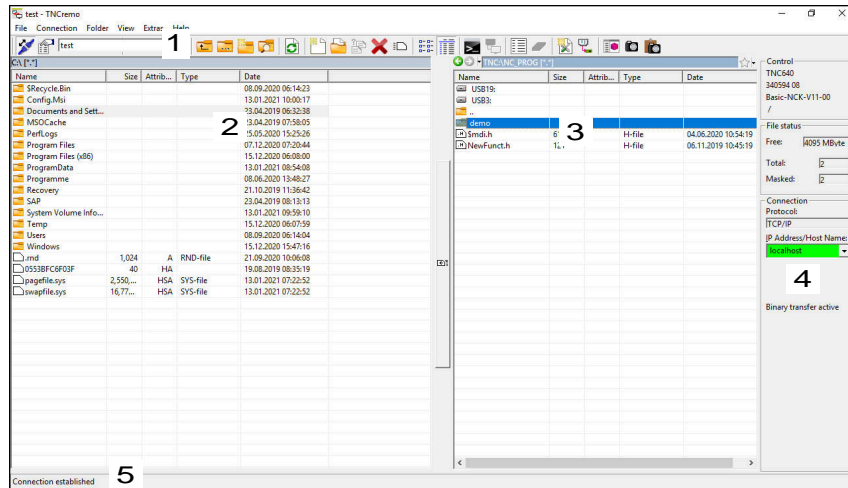 test - TNCremo
File Connection Folder View Extras Help
test
1
C:\ [*.*]
Name Size Attrib... Type Date
$Recycle.Bin 08.09.2020 06:14:23
Config.Msi 13.01.2021 10:00:17
Documents and Sett... 23.04.2019 06:32:38
MSOCache 23.04.2019 07:58:05
PerfLogs 25.05.2020 15:25:26
Program Files 07.12.2020 07:20:44
Program Files (x86) 15.12.2020 06:08:00
ProgramData 13.01.2021 08:54:08
Programme 08.06.2020 13:48:27
Recovery 21.10.2019 11:36:42
SAP 23.04.2019 08:13:13
System Volume Info... 13.01.2021 09:59:10
Temp 15.12.2020 06:07:59
Users 08.09.2020 06:14:04
Windows 15.12.2020 15:47:16
.rnd 1,024 A RND-file 21.09.2020 10:06:08
0553BFC6F03F 40 HA 19.08.2019 08:35:19
pagefile.sys 2,550,... HSA SYS-file 13.01.2021 07:22:52
swapfile.sys 16,77... HSA SYS-file 13.01.2021 07:22:52
2
TNC:\NC_PROG [*.*]
Name Size Attrib... Type Date
USB19:
USB3:
..
demo
$mdi.h H-file 04.06.2020 10:54:19
NewFunct.h H-file 06.11.2019 10:45:19
3
Control
TNC640
340594 08
Basic-NCK-V11-00
/
File status
Free: 4095 MByte
Total: 2
Masked: 2
Connection
Protocol:
TCP/IP
IP Address/Host Name:
localhost
4
Binary transfer active
Connection established
5